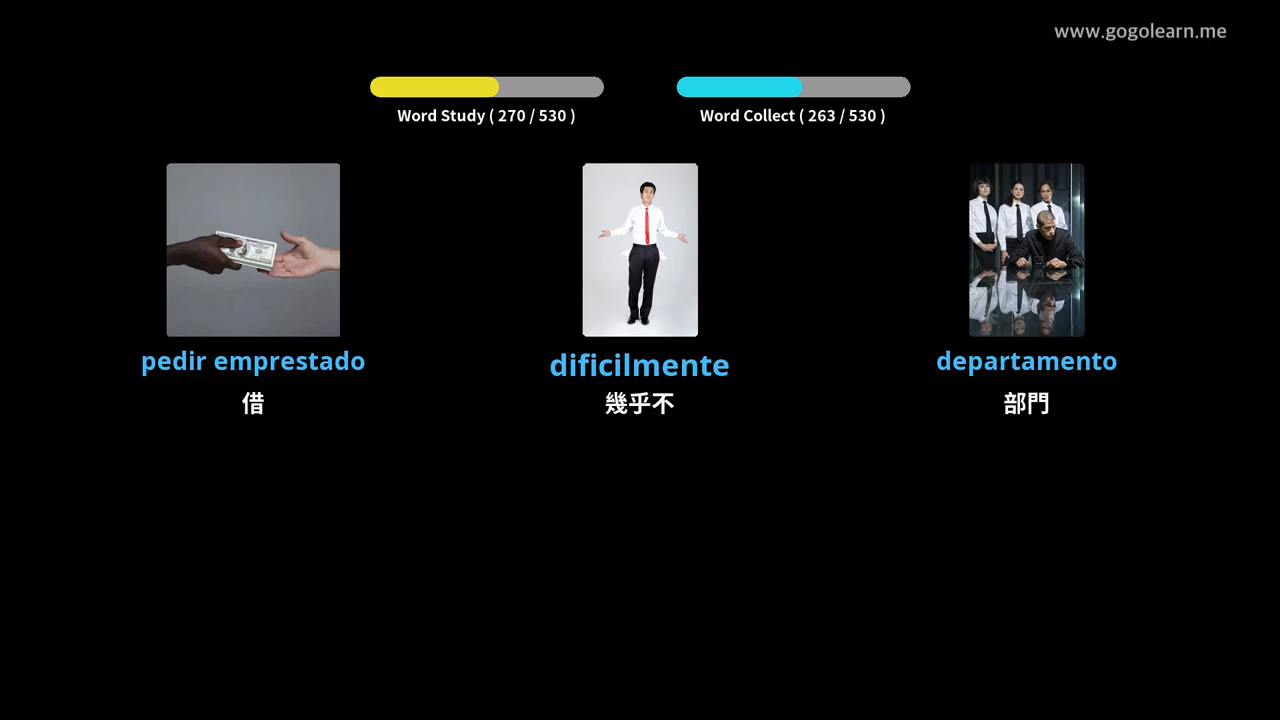 www.gogolearn.me
Word Study ( 270 / 530 )
Word Collect ( 263 / 530 )
pedir emprestado
dificilmente
departamento
借
幾乎不
部門